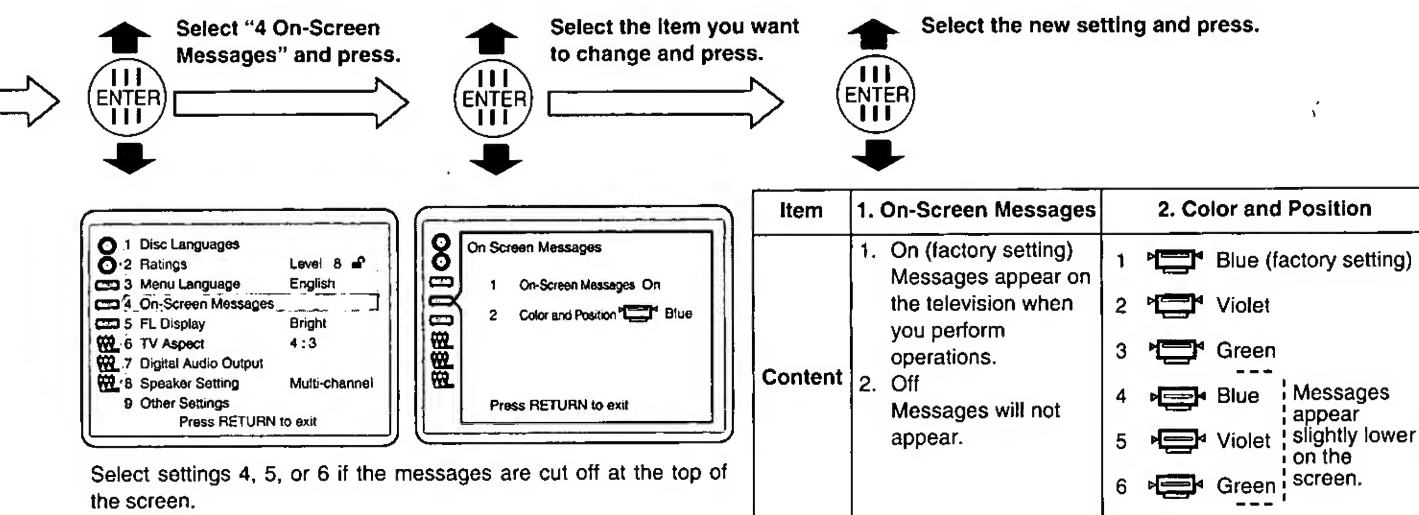 Select “4 On-Screen
Messages” and press.
Select the item you want
to change and press.
Select the new setting and press.
ENTER
ENTER
ENTER
1 Disc Languages
2 Ratings Level 8
3 Menu Language English
4 On-Screen Messages
5 FL Display Bright
6 TV Aspect 4:3
7 Digital Audio Output
8 Speaker Setting Multi-channel
9 Other Settings
Press RETURN to exit
On Screen Messages
1 On-Screen Messages On
2 Color and Position Blue
Press RETURN to exit
Select settings 4, 5, or 6 if the messages are cut off at the top of
the screen.
Item
1. On-Screen Messages
2. Color and Position
Content
1. On (factory setting)
Messages appear on
the television when
you perform
operations.
2. Off
Messages will not
appear.
1 Blue (factory setting)
2 Violet
3 Green
4 Blue
5 Violet
6 Green
Messages
appear
slightly lower
on the
screen.